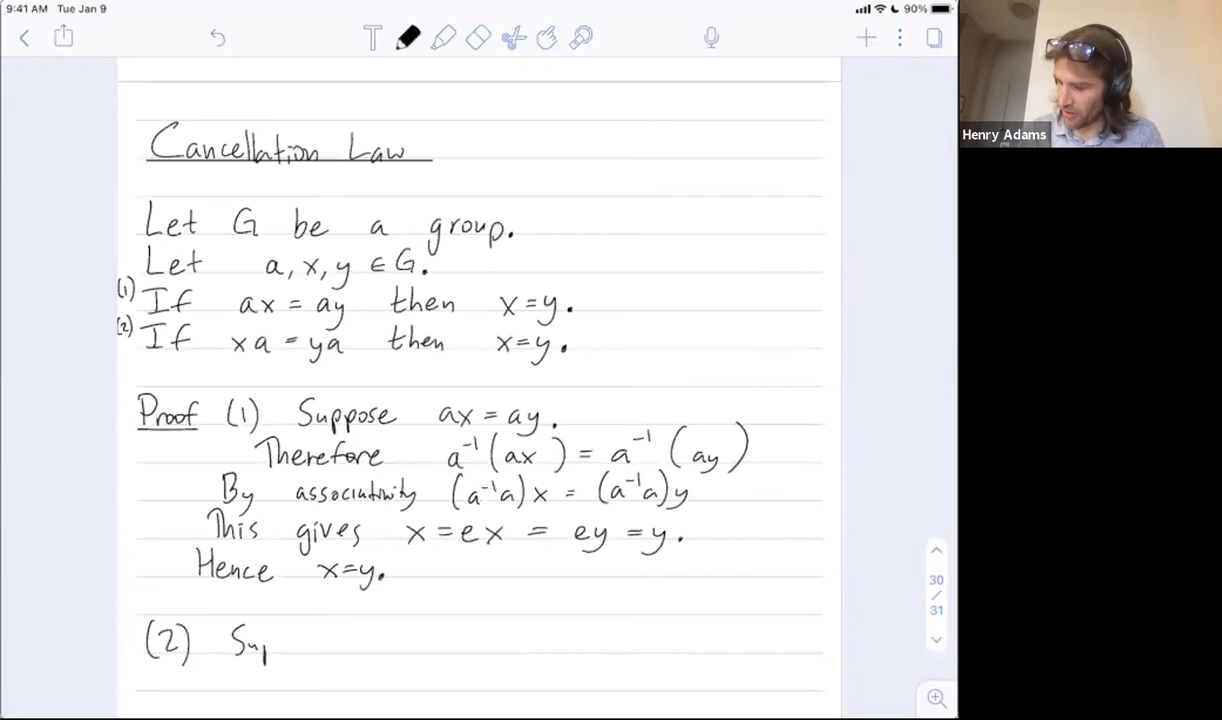 9:41 AM Tue Jan 9
90%
Henry Adams
Cancellation Law
Let G be a group.
Let a, x, y ∈ G.
(1) If ax = ay then x = y.
(2) If xa = ya then x = y.
Proof (1) Suppose ax = ay.
Therefore a⁻¹(ax) = a⁻¹(ay)
By associativity (a⁻¹a)x = (a⁻¹a)y
This gives x = ex = ey = y.
Hence x=y.
(2) Sup
30
/
31